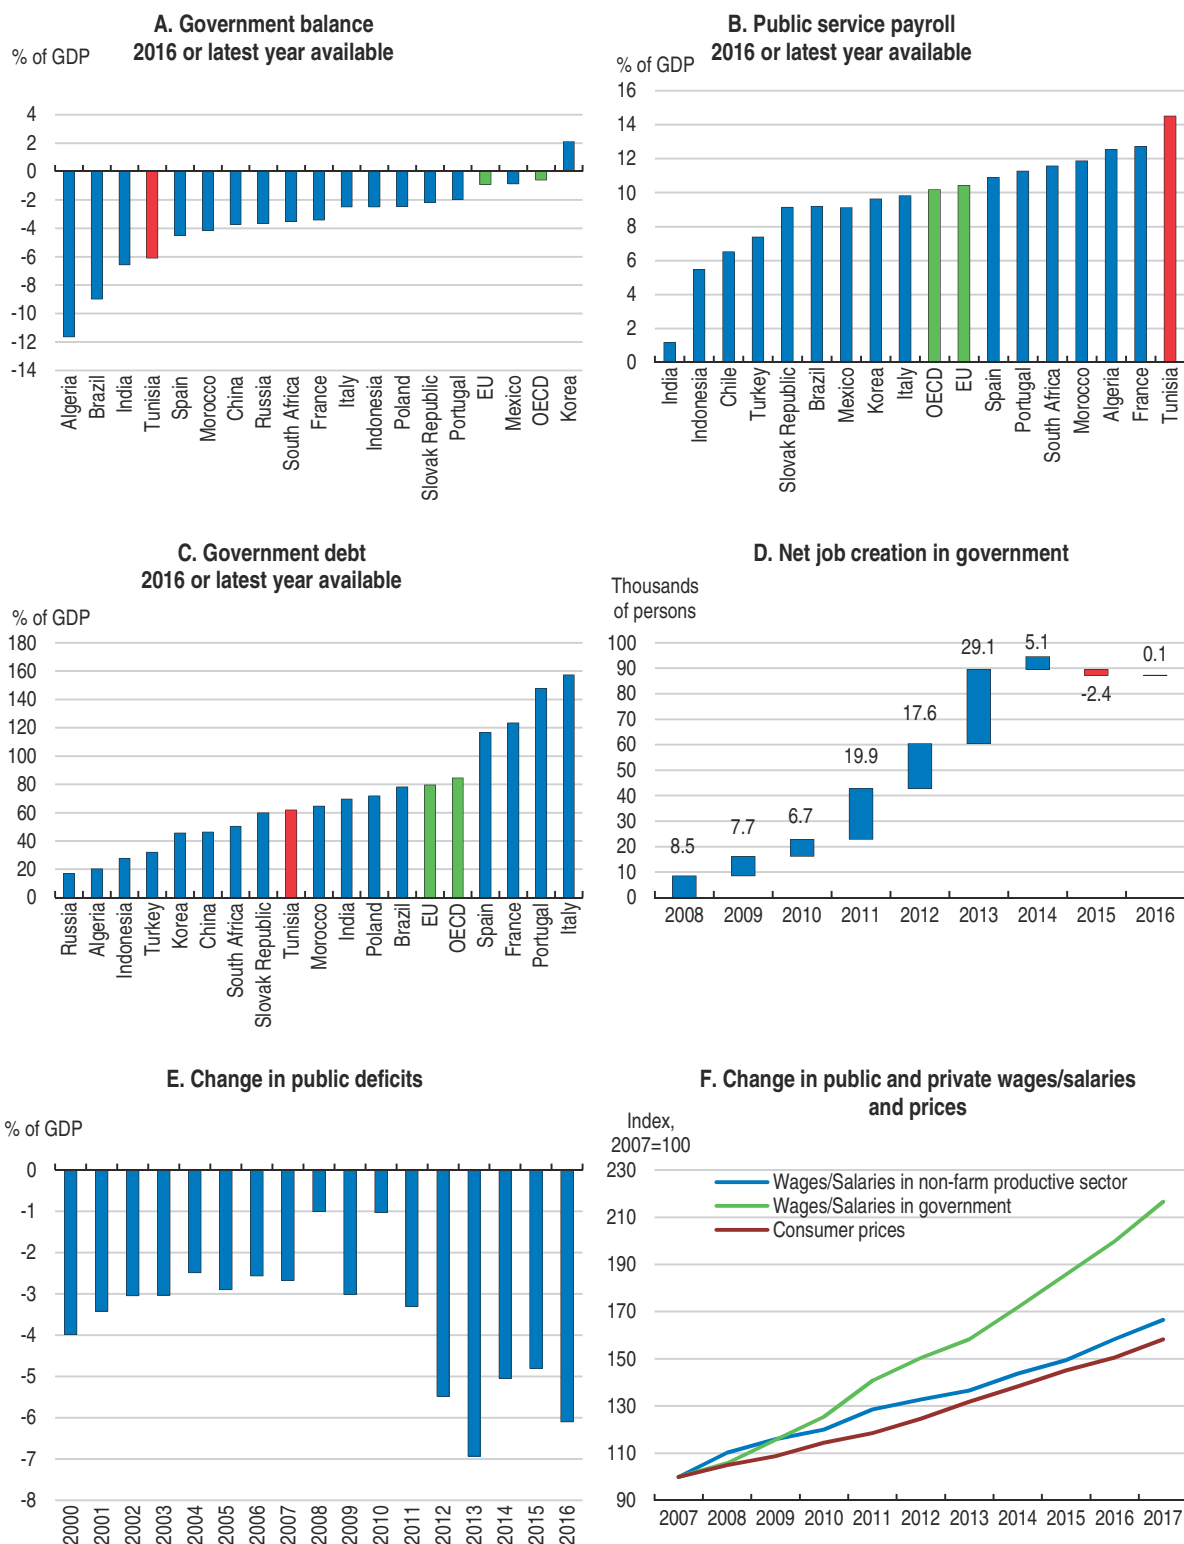 A. Government balance
2016 or latest year available
% of GDP
4
2
0
-2
-4
-6
-8
-10
-12
-14
Algeria
Brazil
India
Tunisia
Spain
Morocco
China
Russia
South Africa
France
Italy
Indonesia
Poland
Slovak Republic
Portugal
EU
Mexico
OECD
Korea
B. Public service payroll
2016 or latest year available
% of GDP
16
14
12
10
8
6
4
2
0
India
Indonesia
Chile
Turkey
Slovak Republic
Brazil
Mexico
Korea
Italy
OECD
EU
Spain
Portugal
South Africa
Morocco
Algeria
France
Tunisia
C. Government debt
2016 or latest year available
% of GDP
180
160
140
120
100
80
60
40
20
0
Russia
Algeria
Indonesia
Turkey
Korea
China
South Africa
Slovak Republic
Tunisia
Morocco
India
Poland
Brazil
EU
OECD
Spain
France
Portugal
Italy
D. Net job creation in government
Thousands
of persons
100
90
80
70
60
50
40
30
20
10
0
8.5
7.7
6.7
19.9
17.6
29.1
5.1
-2.4
0.1
2008 2009 2010 2011 2012 2013 2014 2015 2016
E. Change in public deficits
% of GDP
0
-1
-2
-3
-4
-5
-6
-7
-8
2000
2001
2002
2003
2004
2005
2006
2007
2008
2009
2010
2011
2012
2013
2014
2015
2016
F. Change in public and private wages/salaries
and prices
Index,
2007=100
230
210
190
170
150
130
110
90
Wages/Salaries in non-farm productive sector
Wages/Salaries in government
Consumer prices
2007 2008 2009 2010 2011 2012 2013 2014 2015 2016 2017